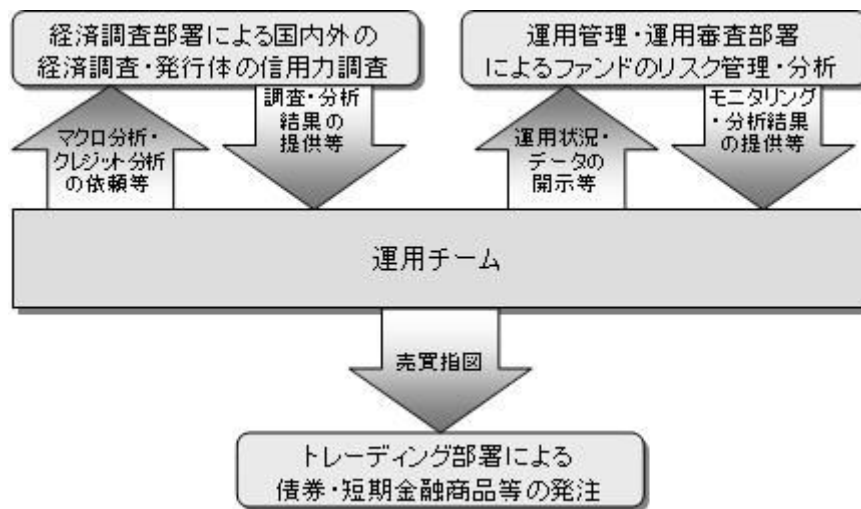 経済調査部署による国内外の
経済調査・発行体の信用力調査
運用管理・運用審査部署
によるファンドのリスク管理・分析
マクロ分析・
クレジット分析
の依頼等
調査・分析
結果の
提供等
運用状況・
データの
開示等
モニタリング
・分析結果
の提供等
運用チーム
売買指図
トレーディング部署による
債券・短期金融商品等の発注